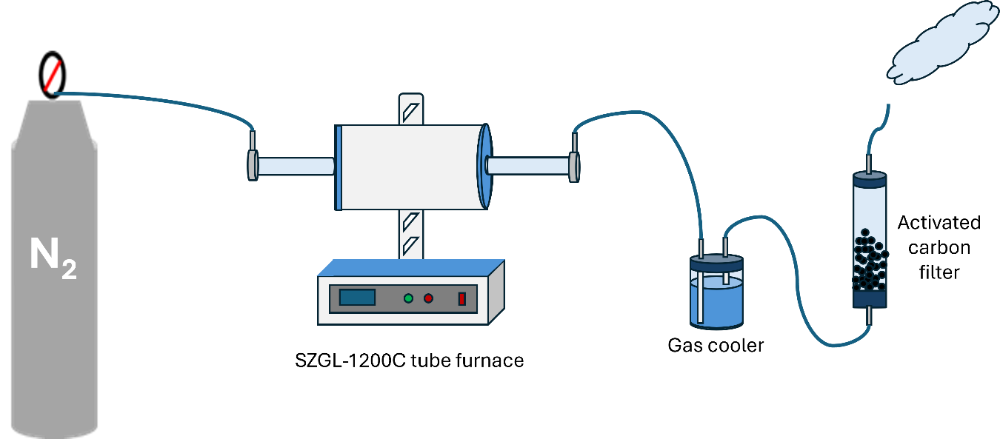 N₂
SZGL-1200C tube furnace
Gas cooler
Activated
carbon
filter